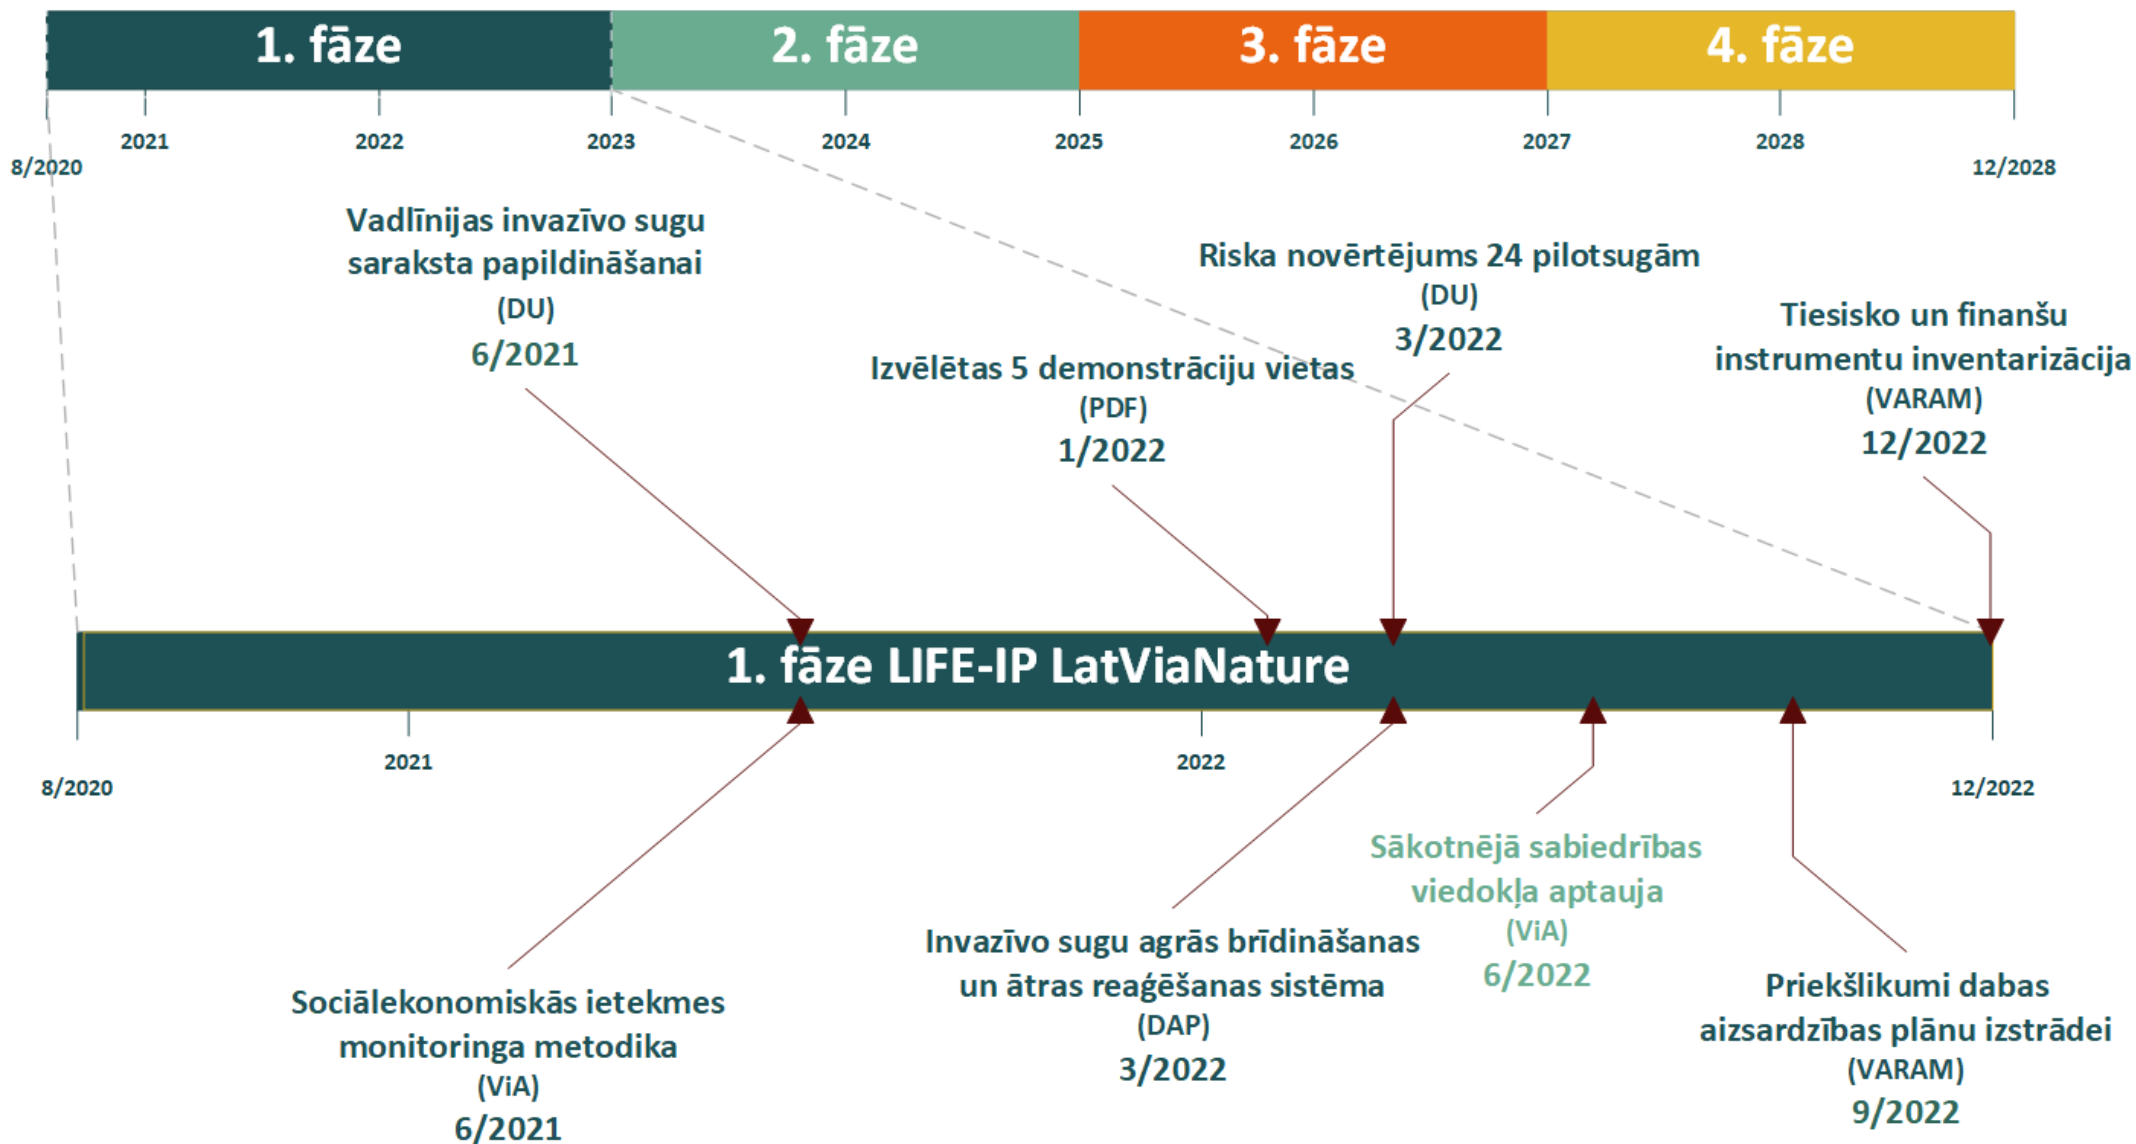 1. fāze
2. fāze
3. fāze
4. fāze
8/2020
2021
2022
2023
2024
2025
2026
2027
2028
12/2028
Vadlīnijas invazīvo sugu
saraksta papildināšanai
(DU)
6/2021
Izvēlētas 5 demonstrāciju vietas
(PDF)
1/2022
Riska novērtējums 24 pilotsugām
(DU)
3/2022
Tiesisko un finanšu
instrumentu inventarizācija
(VARAM)
12/2022
1. fāze LIFE-IP LatViaNature
8/2020
2021
2022
12/2022
Sociālekonomiskās ietekmes
monitoringa metodika
(ViA)
6/2021
Invazīvo sugu agrās brīdināšanas
un ātras reaģēšanas sistēma
(DAP)
3/2022
Sākotnējā sabiedrības
viedokļa aptauja
(ViA)
6/2022
Priekšlikumi dabas
aizsardzības plānu izstrādei
(VARAM)
9/2022